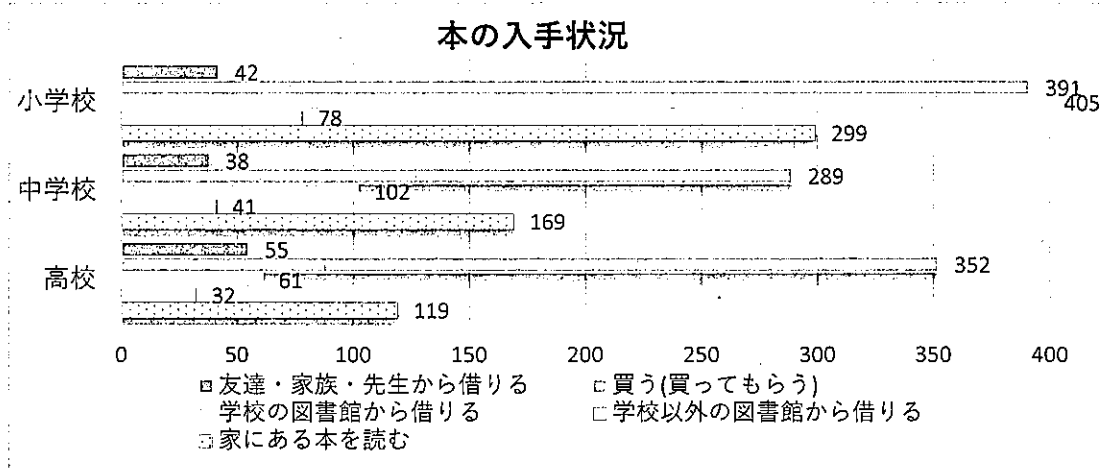 本の入手状況
42
小学校
391
405
78
299
38
中学校
289
102
41
169
55
高校
352
61
32
119
0 50 100 150 200 250 300 350 400
友達・家族・先生から借りる 買う(買ってもらう)
学校の図書館から借りる 学校以外の図書館から借りる
家にある本を読む